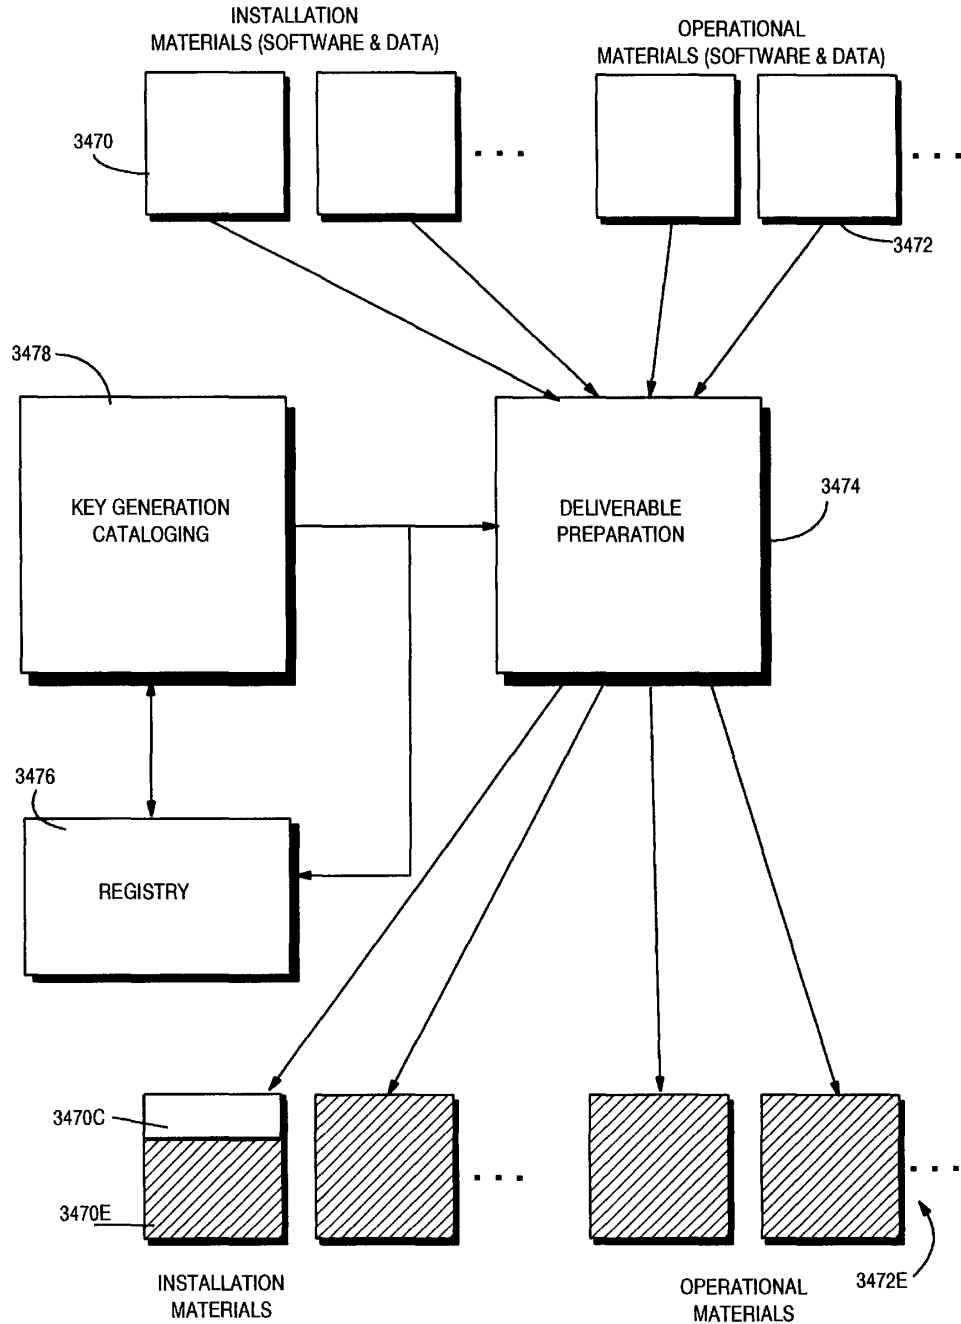 INSTALLATION
MATERIALS (SOFTWARE & DATA)
OPERATIONAL
MATERIALS (SOFTWARE & DATA)
3470
3472
3478
KEY GENERATION
CATALOGING
DELIVERABLE
PREPARATION
3474
3476
REGISTRY
3470C
3470E
3472E
INSTALLATION
MATERIALS
OPERATIONAL
MATERIALS